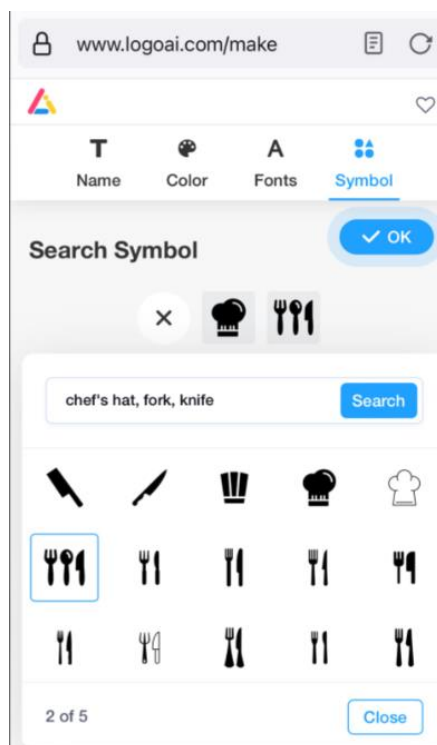 www.logoai.com/make
Name Color Fonts Symbol
Search Symbol
OK
chef's hat, fork, knife
Search
2 of 5
Close